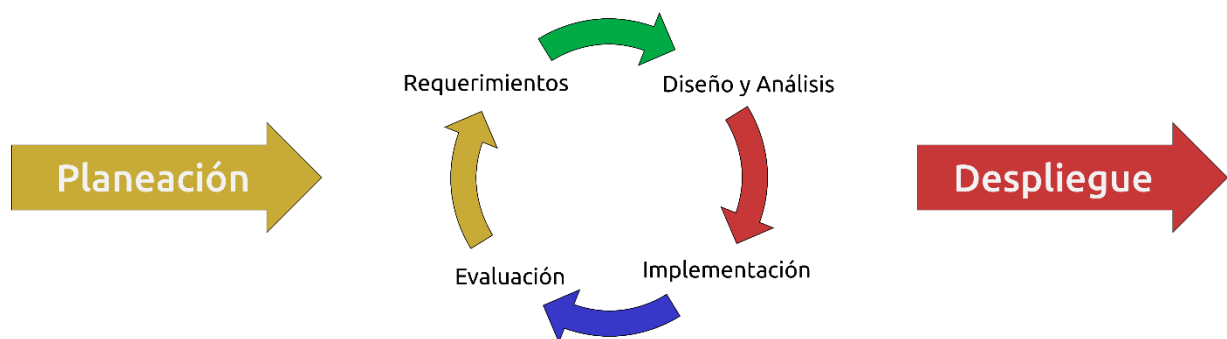 Requerimientos
Diseño y Análisis
Planeación
Despliegue
Evaluación
Implementación